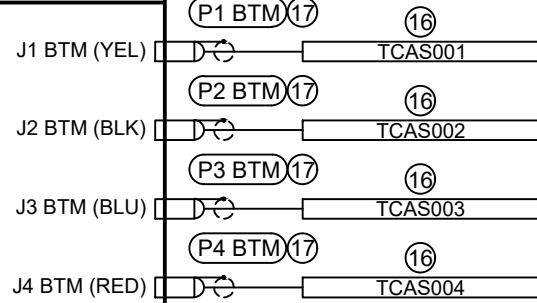 P1 BTM 17
16
J1 BTM (YEL) TCAS001
P2 BTM 17
16
J2 BTM (BLK) TCAS002
P3 BTM 17
16
J3 BTM (BLU) TCAS003
P4 BTM 17
16
J4 BTM (RED) TCAS004